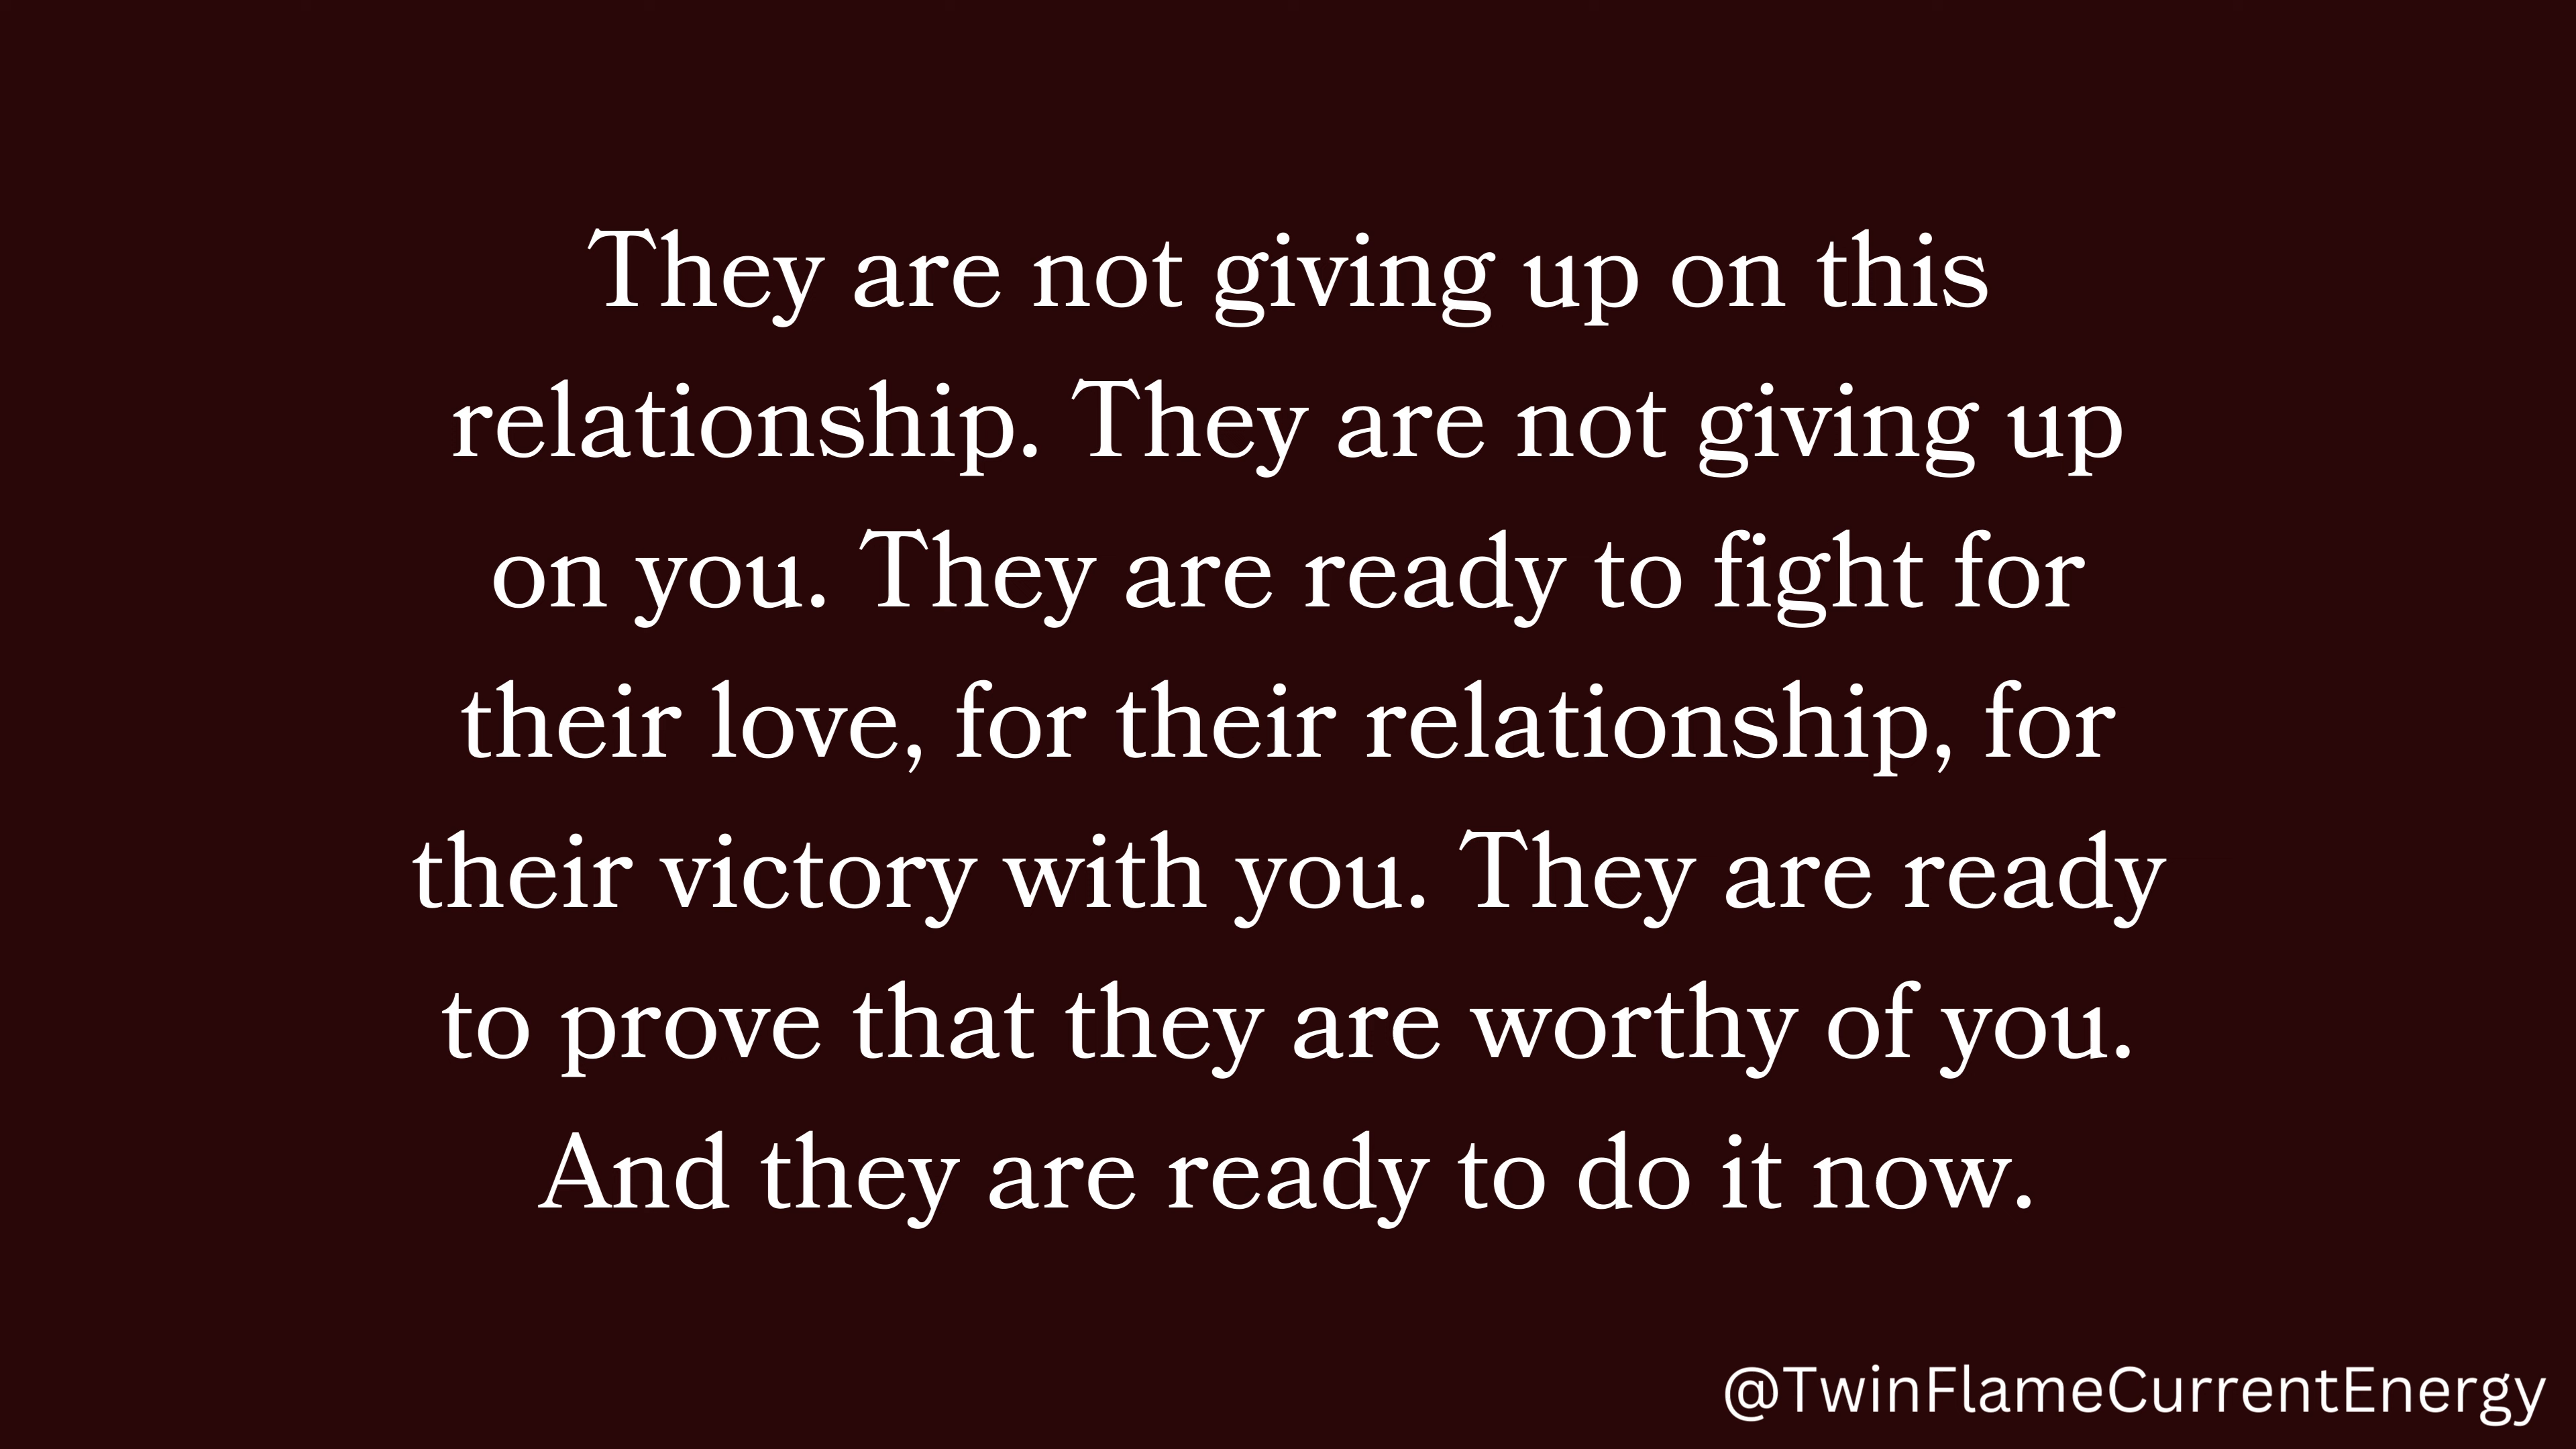 They are not giving up on this
relationship. They are not giving up
on you. They are ready to fight for
their love, for their relationship, for
their victory with you. They are ready
to prove that they are worthy of you.
And they are ready to do it now.
@TwinFlameCurrentEnergy